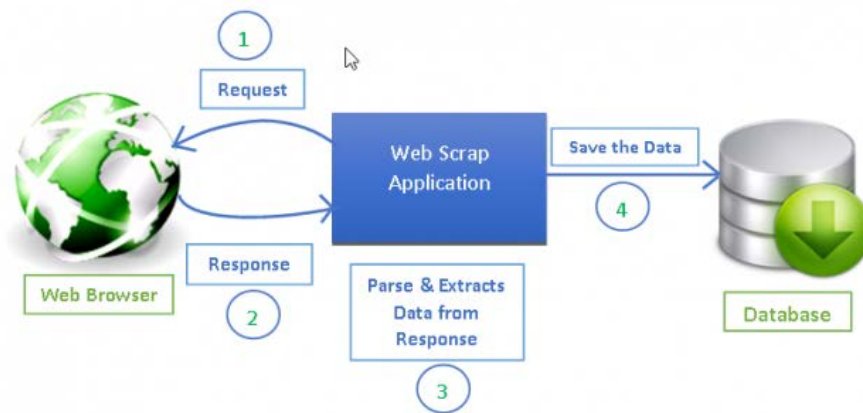 1
Request
Web Scrap
Application
Save the Data
4
Response
2
Web Browser
Parse & Extracts
Data from
Response
3
Database